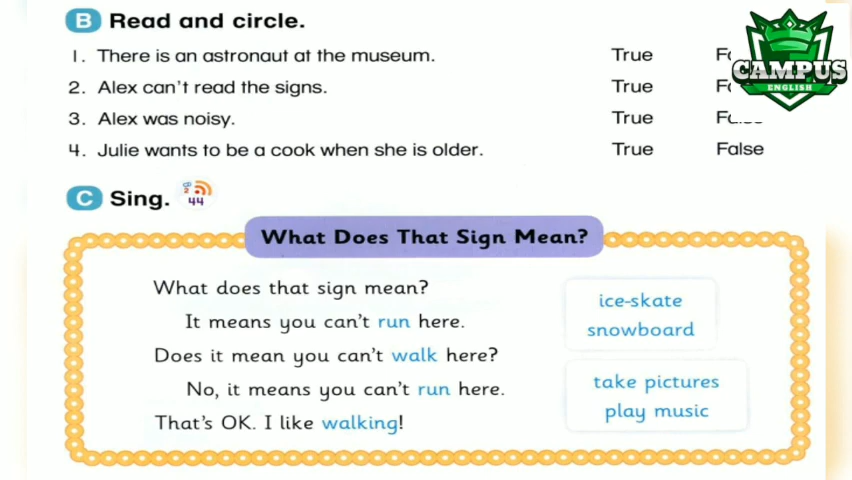 B Read and circle.
1. There is an astronaut at the museum. True
2. Alex can't read the signs. True
3. Alex was noisy. True False
4. Julie wants to be a cook when she is older. True False
C Sing. 44
What Does That Sign Mean?
What does that sign mean?
It means you can't run here.
Does it mean you can't walk here?
No, it means you can't run here.
That's OK. I like walking!
ice-skate
snowboard
take pictures
play music
CAMPUS
ENGLISH